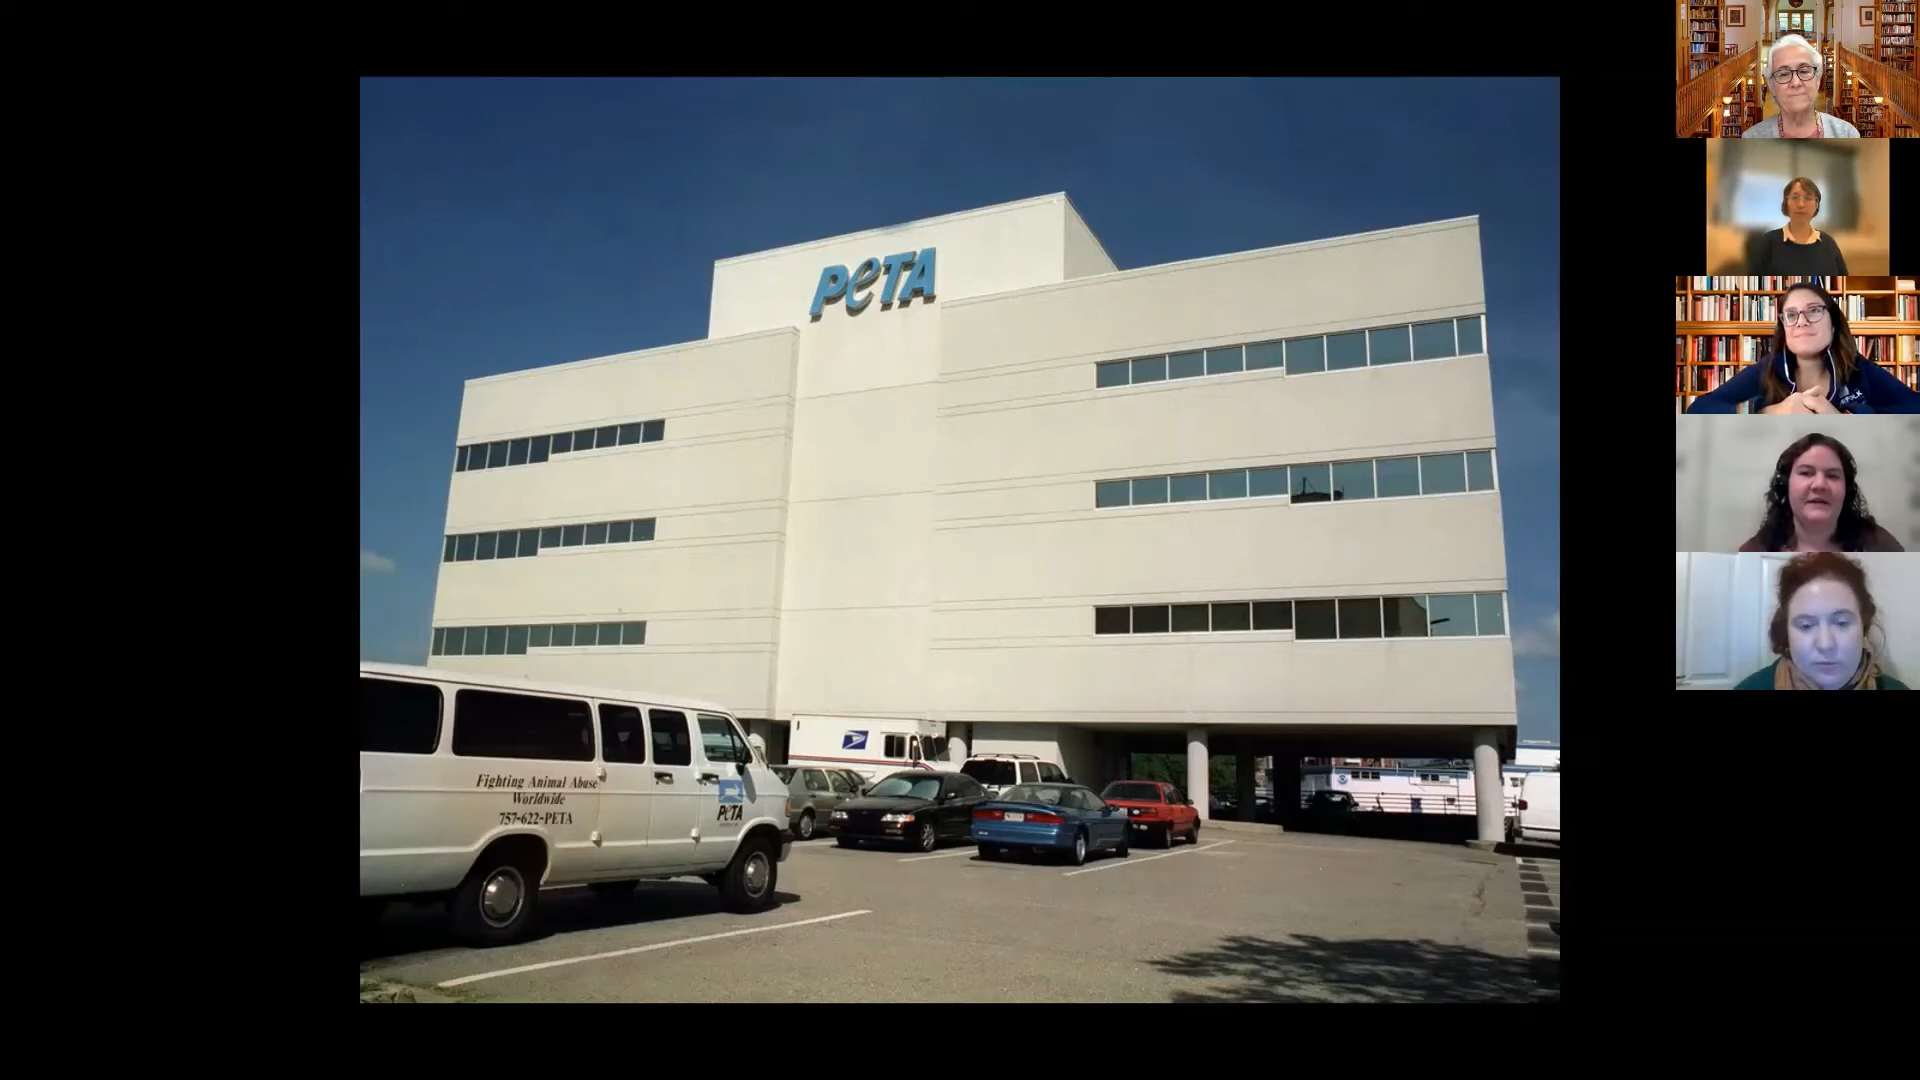 PeTA
Fighting Animal Abuse
Worldwide
757-622-PETA
PeTA